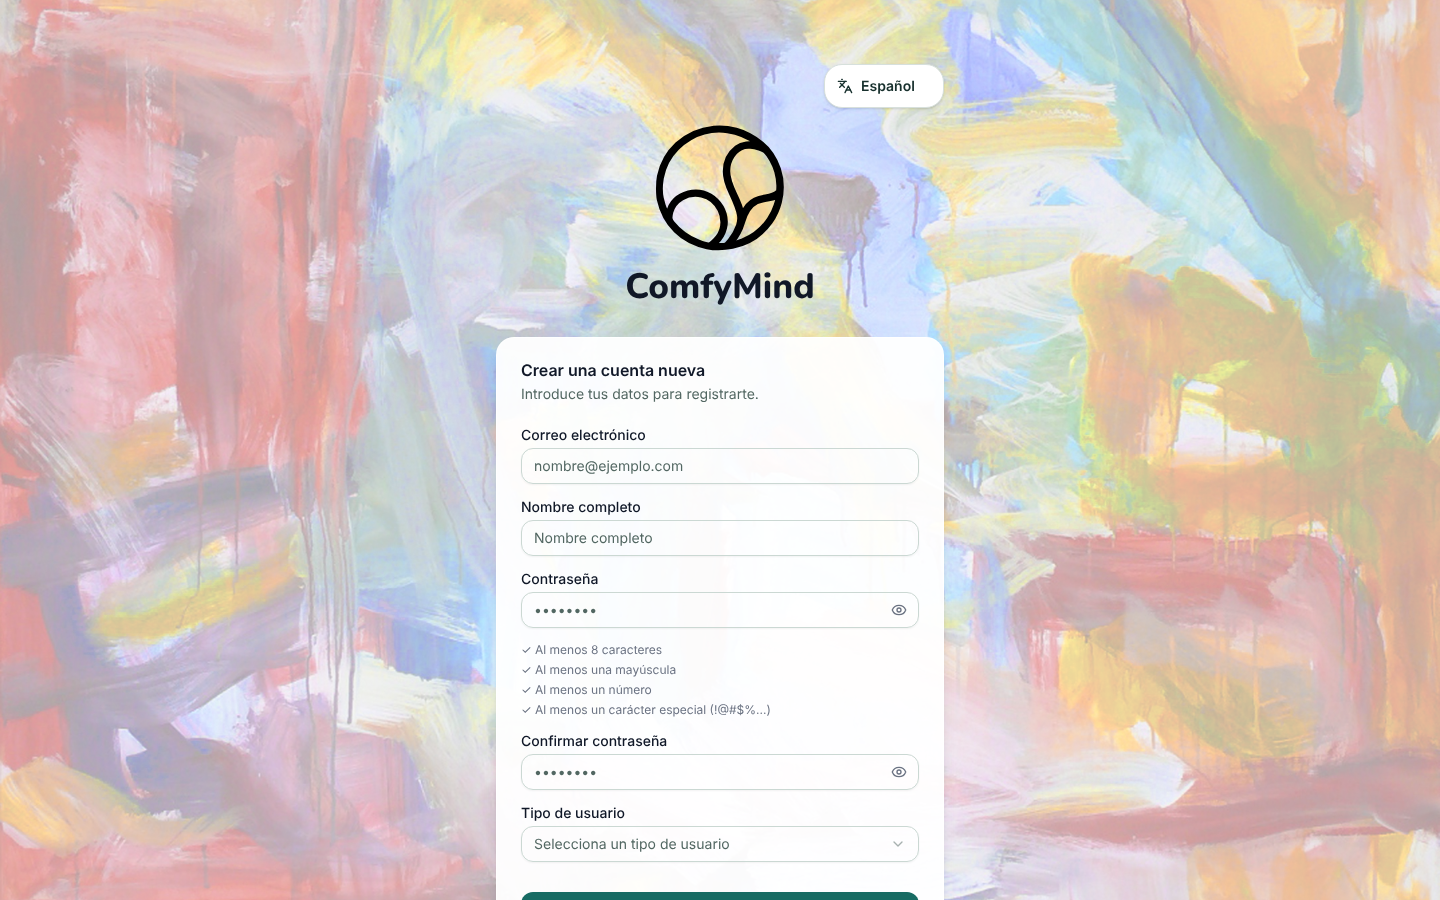 Español
ComfyMind
Crear una cuenta nueva
Introduce tus datos para registrarte.
Correo electrónico
nombre@ejemplo.com
Nombre completo
Nombre completo
Contraseña
••••••••
✓ Al menos 8 caracteres
✓ Al menos una mayúscula
✓ Al menos un número
✓ Al menos un carácter especial (!@#$%...)
Confirmar contraseña
••••••••
Tipo de usuario
Selecciona un tipo de usuario